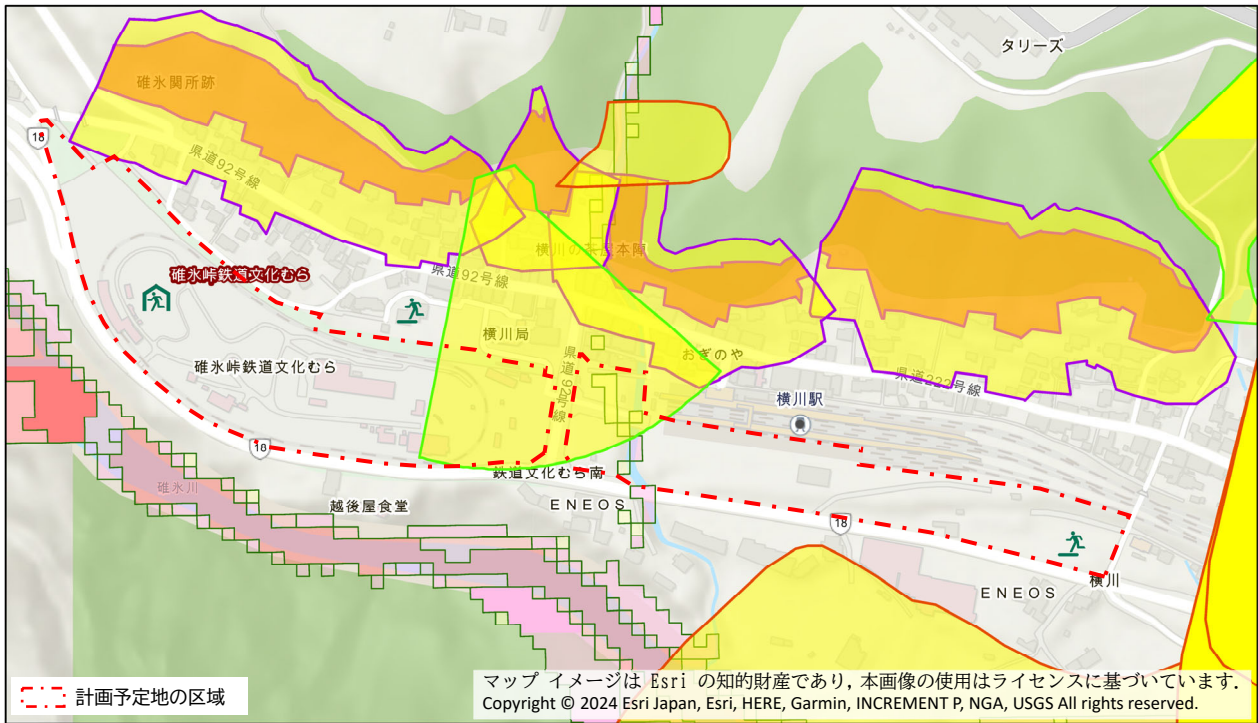 タリーズ
碓氷関所跡
18
県道92号線
横川の茶屋本陣
碓氷峠鉄道文化むら
県道92号線
横川局
おぎのや
碓氷峠鉄道文化むら
県道92号線
県道222号線
横川駅
18
鉄道文化むら南
碓氷川
越後屋食堂
ENEOS
18
横川
ENEOS
計画予定地の区域
マップ イメージは Esri の知的財産であり, 本画像の使用はライセンスに基づいています.
Copyright © 2024 Esri Japan, Esri, HERE, Garmin, INCREMENT P, NGA, USGS All rights reserved.